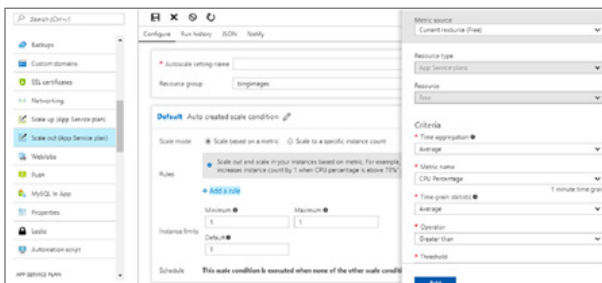 Search (Ctrl+/)
Backups
Custom domains
SSL certificates
Networking
Scale up (App Service plan)
Scale out (App Service plan)
WebJobs
Push
MySQL In App
Properties
Locks
Automation script
APP SERVICE PLAN
Configure Run history JSON Notify
* Autoscale setting name
Resource group bingimages
Default Auto created scale condition
Scale mode Scale based on a metric Scale to a specific instance count
Rules
Scale out and scale in your instances based on metric. For example,
increases instance count by 1 when CPU percentage is above 70%"
+ Add a rule
Instance limits
Minimum
1
Maximum
1
Default
1
Schedule This scale condition is executed when none of the other scale conditi
Metric source
Current resource (Free)
Resource type
App Service plans
Resource
Criteria
* Time aggregation
Average
* Metric name
CPU Percentage
1 minute time grai
* Time grain statistic
Average
* Operator
Greater than
* Threshold
Add